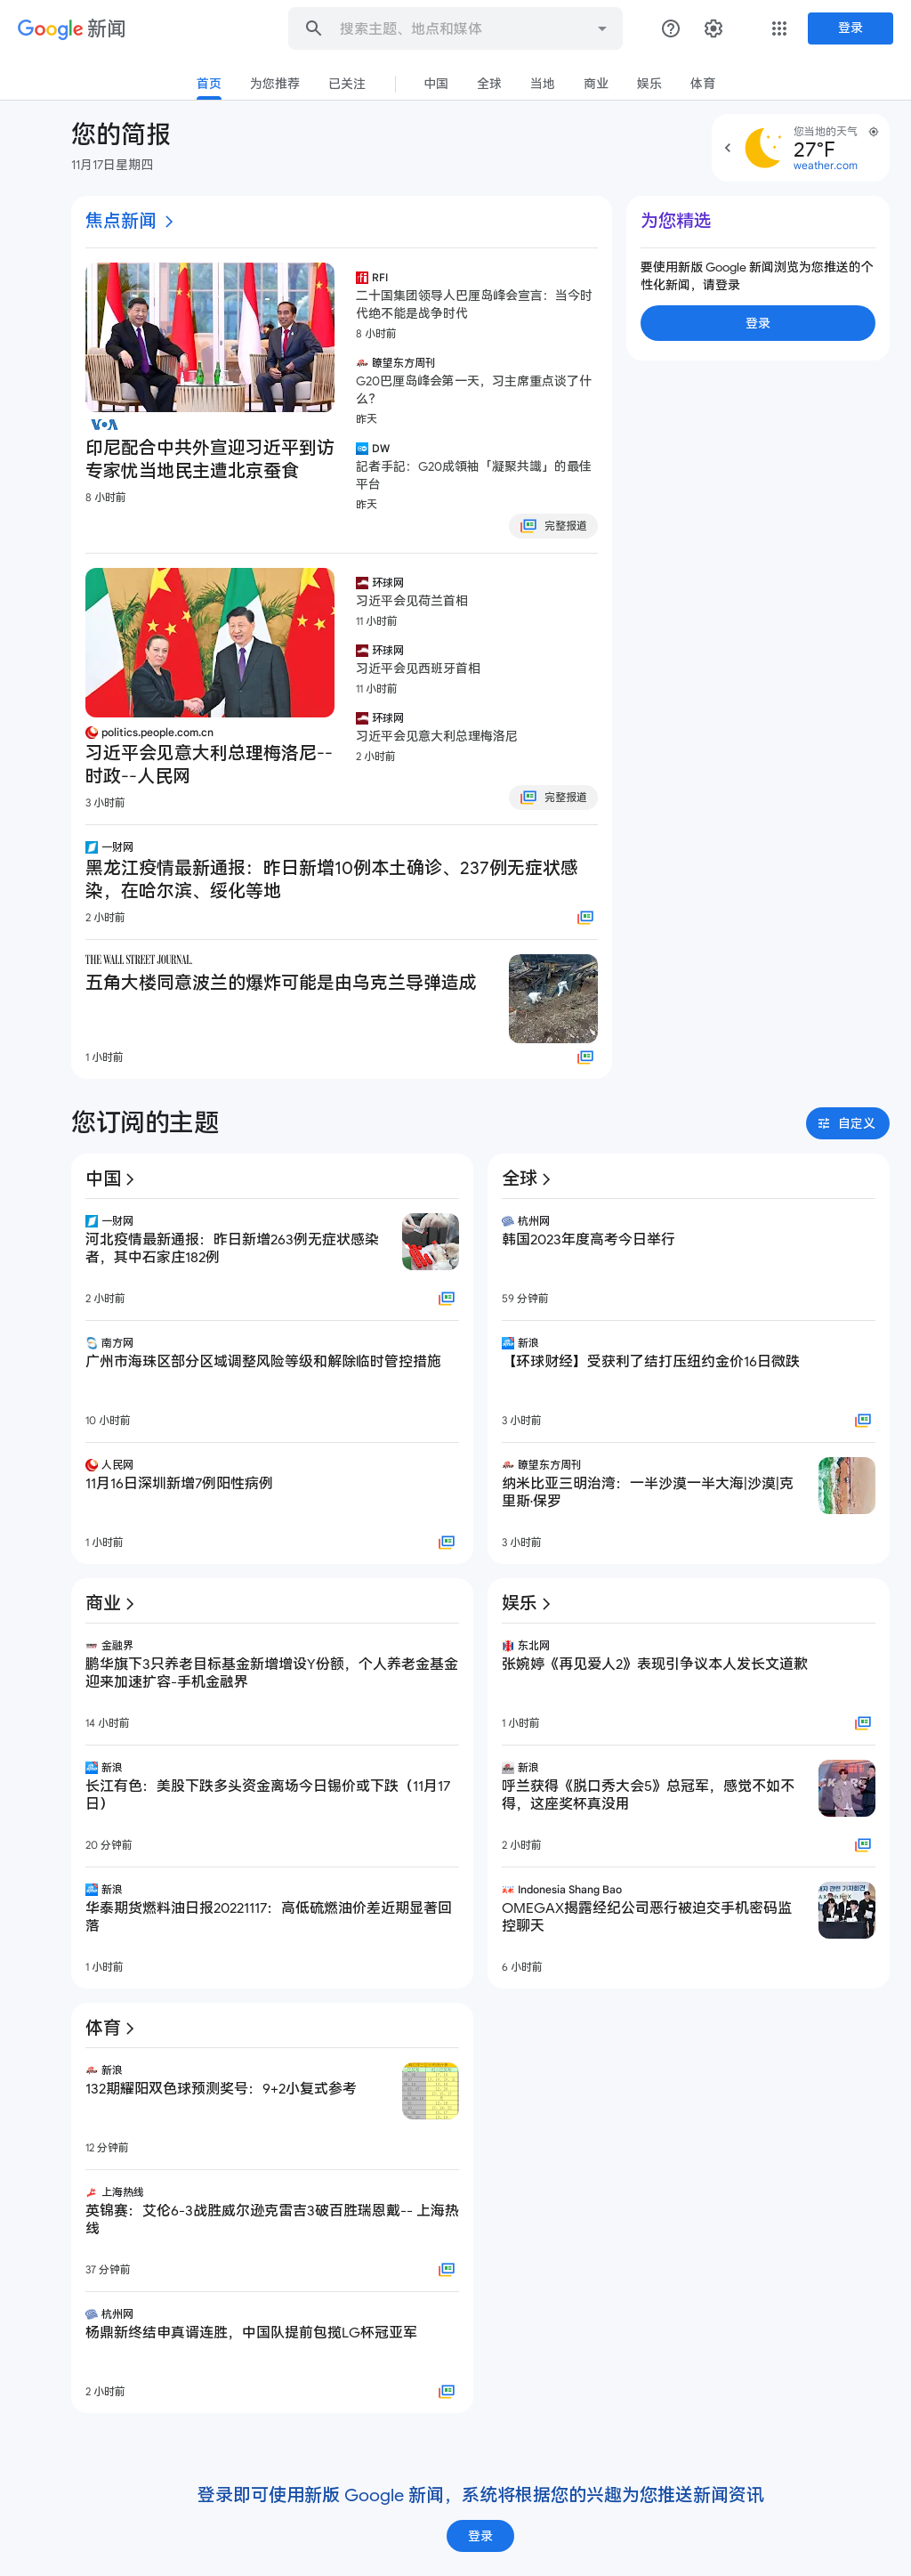 Google 新闻
搜索主题、地点和媒体
登录
首页
为您推荐
已关注
中国
全球
当地
商业
娱乐
体育
您的简报
11月17日星期四
您当地的天气
27°F
weather.com
焦点新闻
VOA
印尼配合中共外宣迎习近平到访
专家忧当地民主遭北京蚕食
8 小时前
RFI
二十国集团领导人巴厘岛峰会宣言：当今时
代绝不能是战争时代
8 小时前
瞭望东方周刊
G20巴厘岛峰会第一天，习主席重点谈了什
么？
昨天
DW
記者手記：G20成領袖「凝聚共識」的最佳
平台
昨天
完整报道
为您精选
要使用新版 Google 新闻浏览为您推送的个
性化新闻，请登录
登录
politics.people.com.cn
习近平会见意大利总理梅洛尼--
时政--人民网
3 小时前
环球网
习近平会见荷兰首相
11 小时前
环球网
习近平会见西班牙首相
11 小时前
环球网
习近平会见意大利总理梅洛尼
2 小时前
完整报道
一财网
黑龙江疫情最新通报：昨日新增10例本土确诊、237例无症状感
染，在哈尔滨、绥化等地
2 小时前
THE WALL STREET JOURNAL.
五角大楼同意波兰的爆炸可能是由乌克兰导弹造成
1 小时前
您订阅的主题
自定义
中国
一财网
河北疫情最新通报：昨日新增263例无症状感染
者，其中石家庄182例
2 小时前
南方网
广州市海珠区部分区域调整风险等级和解除临时管控措施
10 小时前
人民网
11月16日深圳新增7例阳性病例
1 小时前
全球
杭州网
韩国2023年度高考今日举行
59 分钟前
新浪
【环球财经】受获利了结打压纽约金价16日微跌
3 小时前
瞭望东方周刊
纳米比亚三明治湾：一半沙漠一半大海|沙漠|克
里斯·保罗
3 小时前
商业
金融界
鹏华旗下3只养老目标基金新增增设Y份额，个人养老金基金
迎来加速扩容-手机金融界
14 小时前
新浪
长江有色：美股下跌多头资金离场今日锡价或下跌（11月17
日）
20 分钟前
新浪
华泰期货燃料油日报20221117：高低硫燃油价差近期显著回
落
1 小时前
娱乐
东北网
张婉婷《再见爱人2》表现引争议本人发长文道歉
1 小时前
新浪
呼兰获得《脱口秀大会5》总冠军，感觉不如不
得，这座奖杯真没用
2 小时前
Indonesia Shang Bao
OMEGAX揭露经纪公司恶行被迫交手机密码监
控聊天
6 小时前
体育
新浪
132期耀阳双色球预测奖号：9+2小复式参考
12 分钟前
上海热线
英锦赛：艾伦6-3战胜威尔逊克雷吉3破百胜瑞恩戴-- 上海热
线
37 分钟前
杭州网
杨鼎新终结申真谞连胜，中国队提前包揽LG杯冠亚军
2 小时前
登录即可使用新版 Google 新闻，系统将根据您的兴趣为您推送新闻资讯
登录